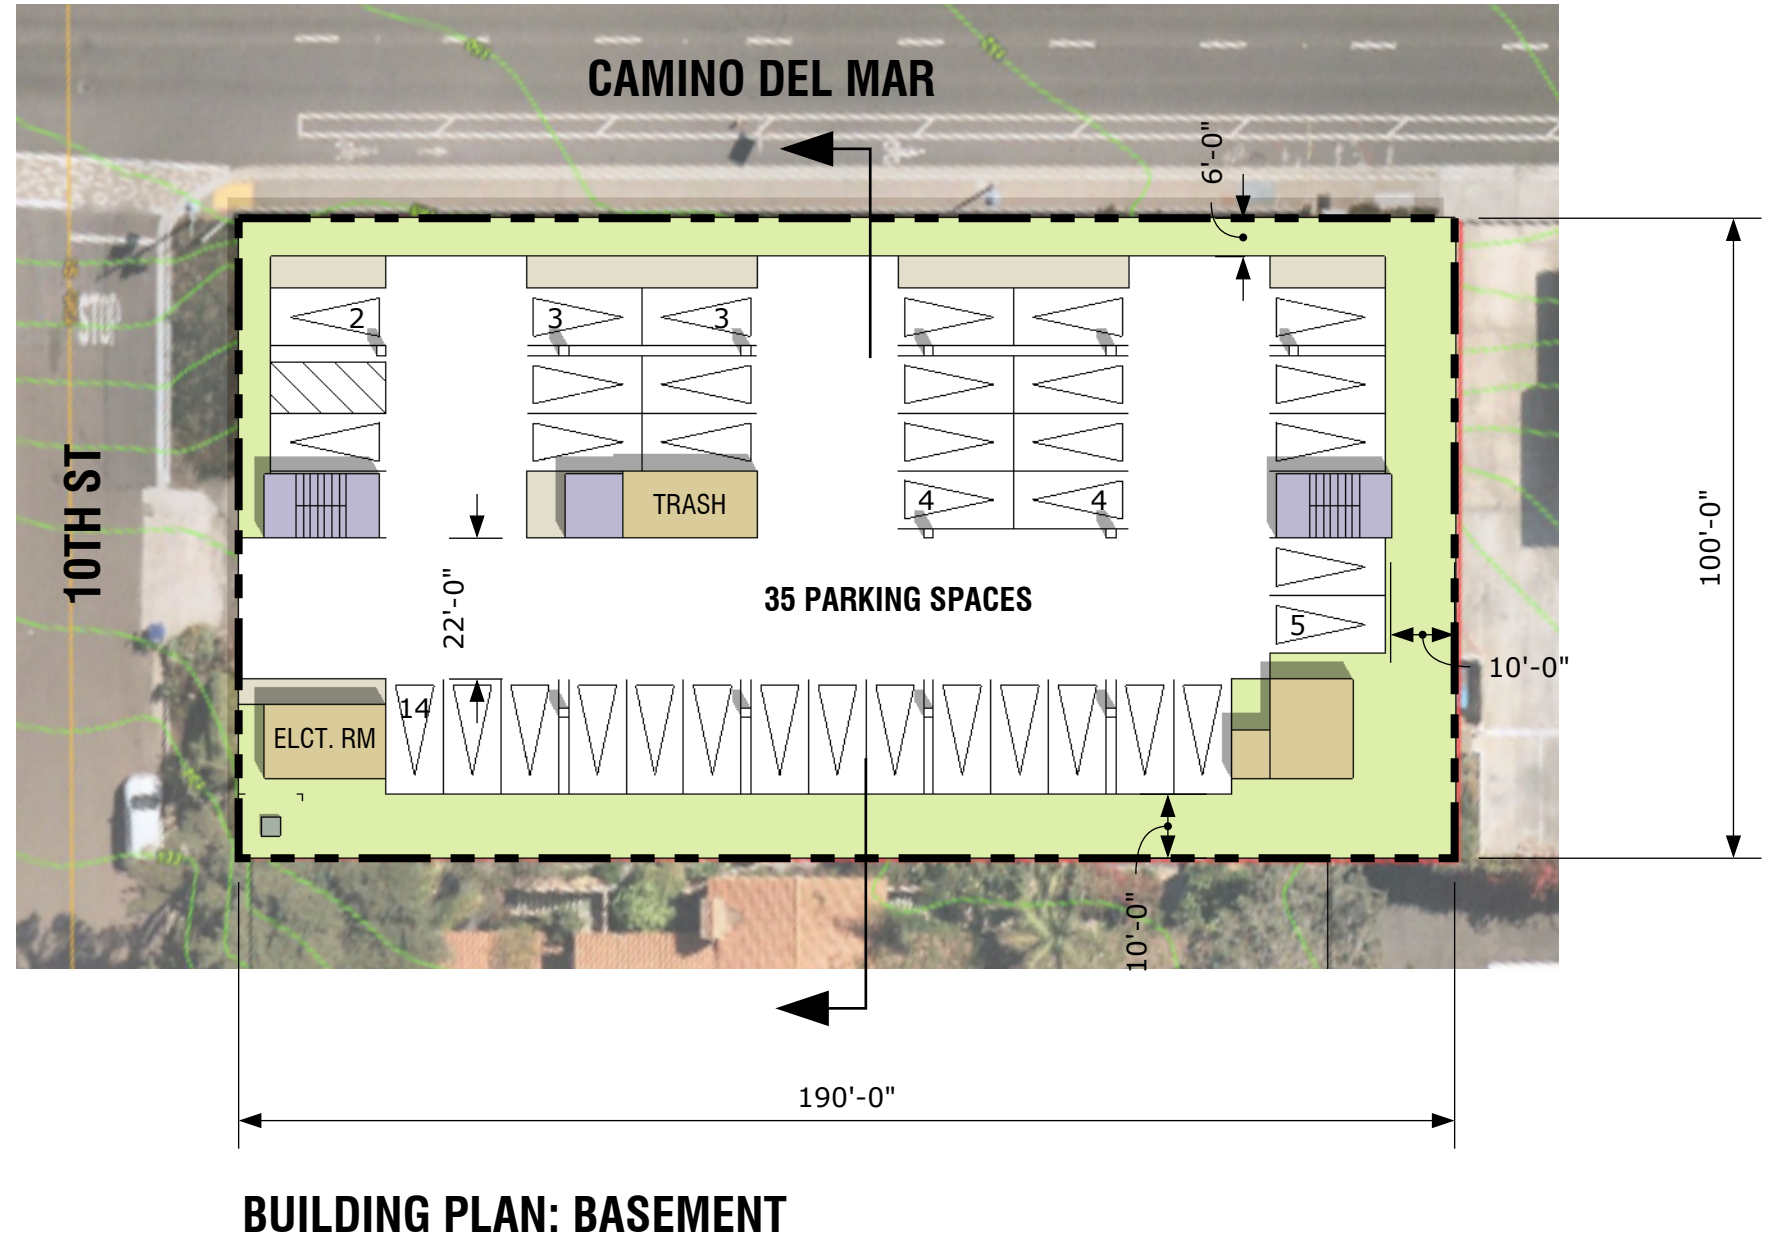 CAMINO DEL MAR
6'-0"
STOP
2
3
3
10TH ST
4
4
TRASH
100'-0"
22'-0"
35 PARKING SPACES
5
10'-0"
14
ELCT. RM
10'-0"
190'-0"
BUILDING PLAN: BASEMENT